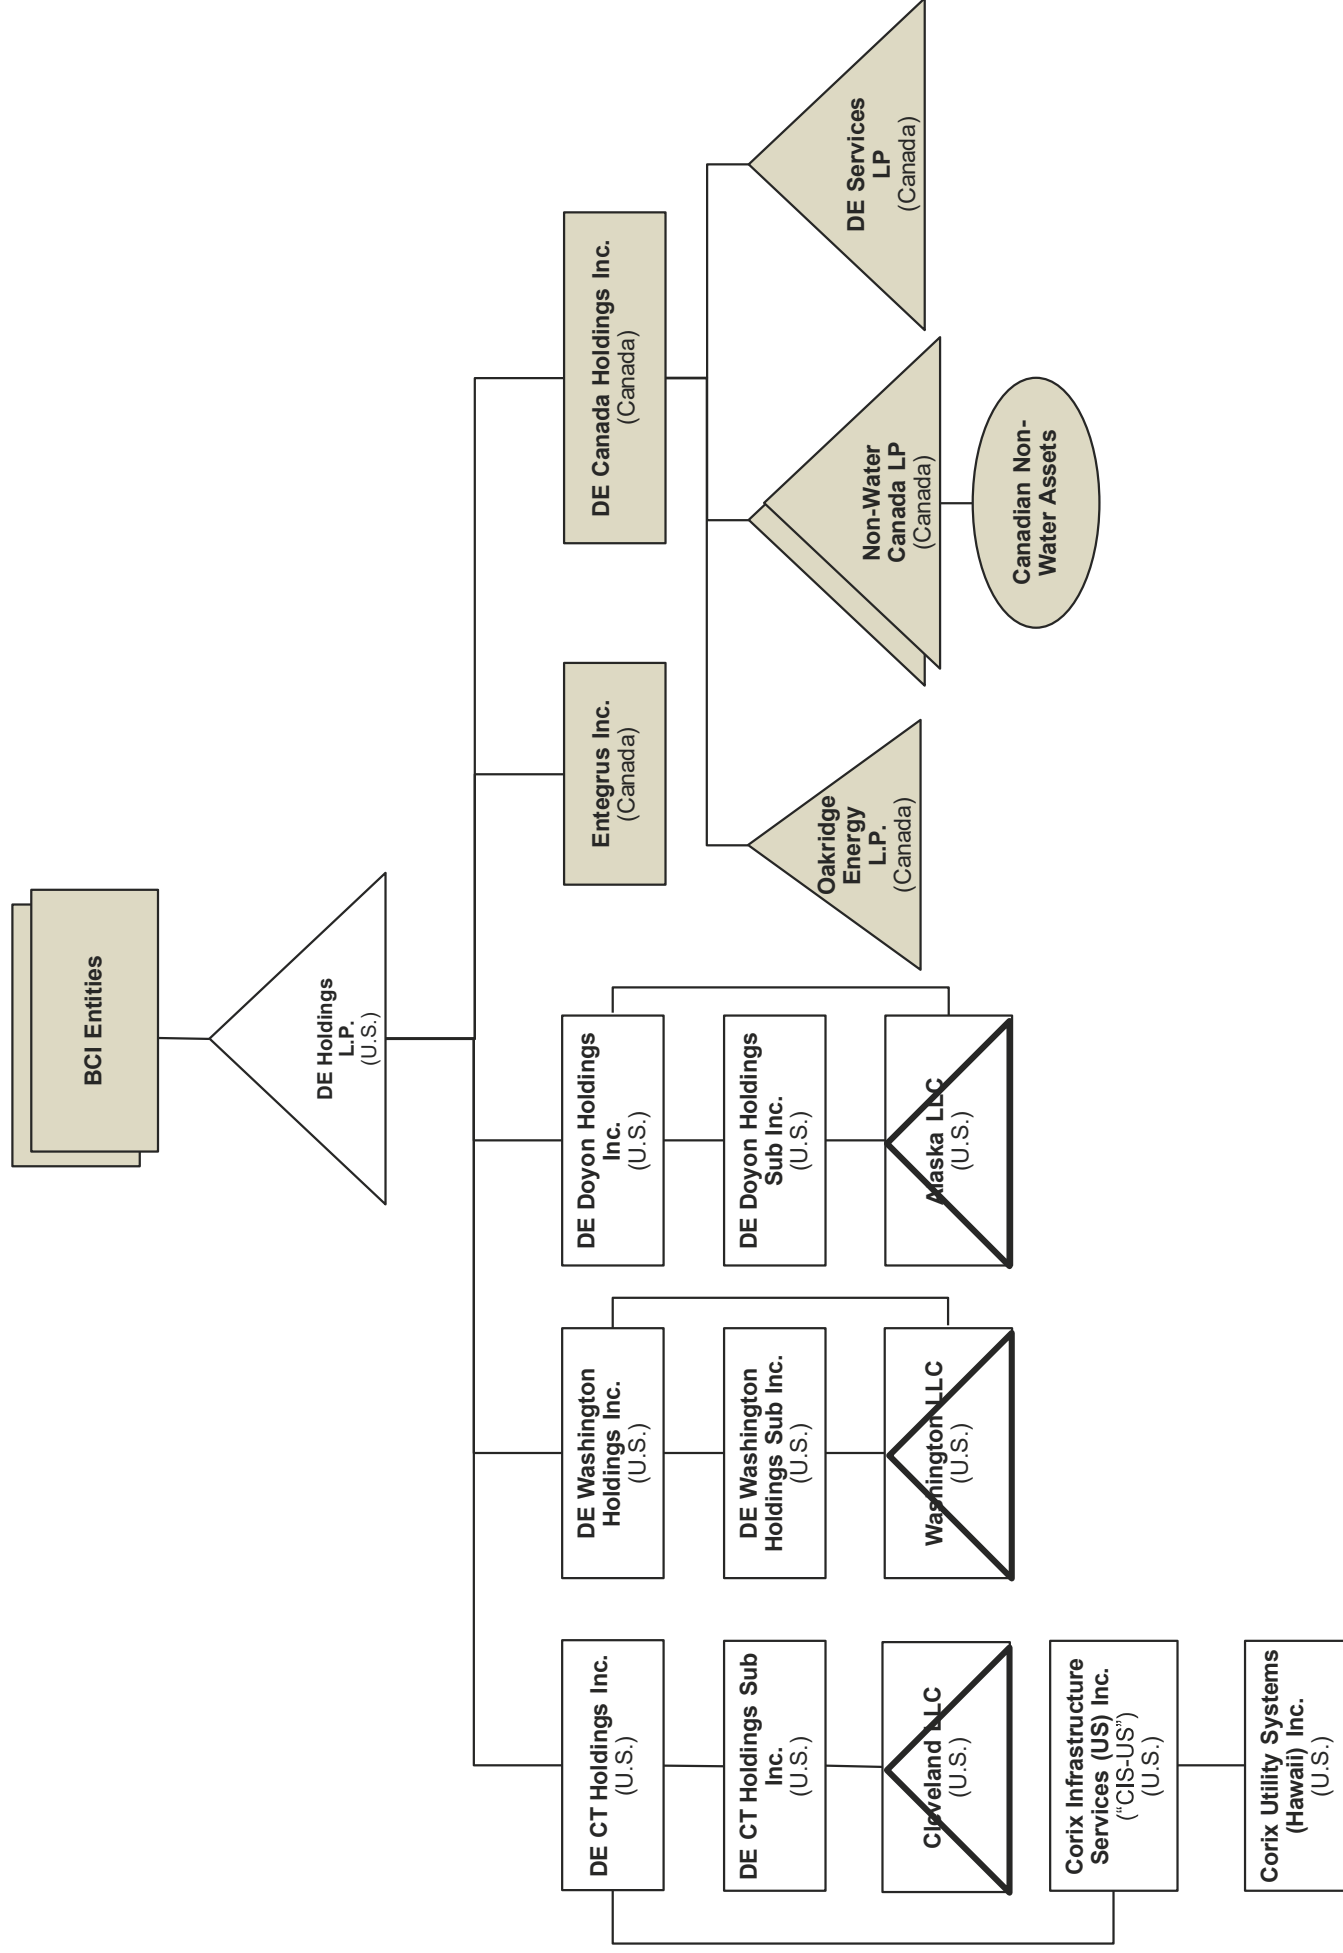 BCI Entities
DE Holdings
L.P.
(U.S.)
DE CT Holdings Inc.
(U.S.)
DE Washington
Holdings Inc.
(U.S.)
DE Doyon Holdings
Inc.
(U.S.)
Entegrus Inc.
(Canada)
DE Canada Holdings Inc.
(Canada)
DE CT Holdings Sub
Inc.
(U.S.)
DE Washington
Holdings Sub Inc.
(U.S.)
DE Doyon Holdings
Sub Inc.
(U.S.)
Oakridge
Energy
L.P.
(Canada)
Non-Water
Canada LP
(Canada)
DE Services
LP
(Canada)
Cleveland LLC
(U.S.)
Washington LLC
(U.S.)
Alaska LLC
(U.S.)
Canadian Non-
Water Assets
Corix Infrastructure
Services (US) Inc.
(“CIS-US”)
(U.S.)
Corix Utility Systems
(Hawaii) Inc.
(U.S.)